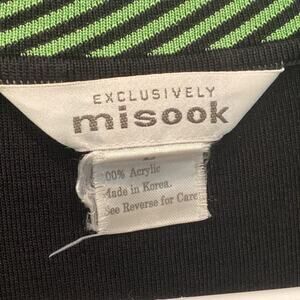 EXCLUSIVELY
misook
00% Acrylic
Made in Korea.
See Reverse for Care